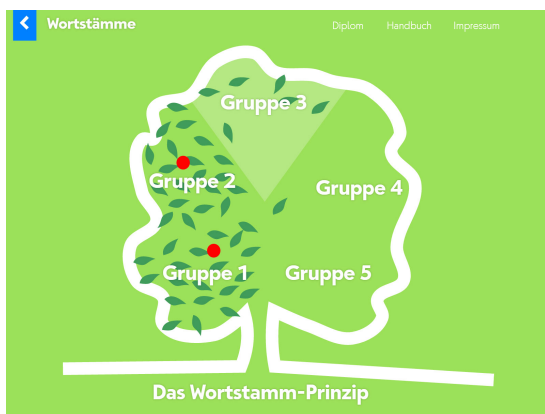 Wortstämme
Diplom Handbuch Impressum
Gruppe 3
Gruppe 2
Gruppe 4
Gruppe 1
Gruppe 5
Das Wortstamm-Prinzip